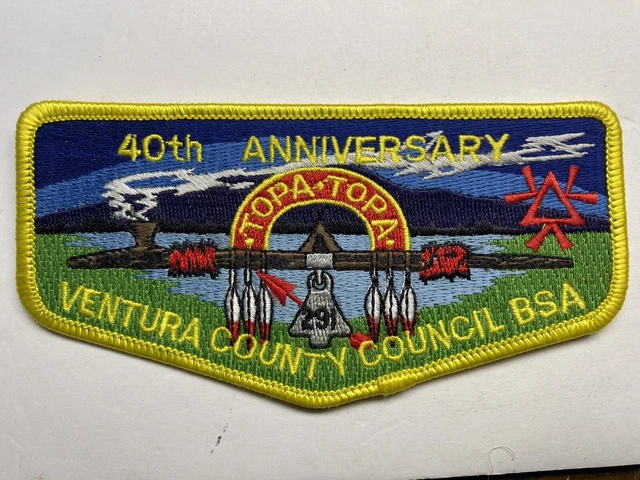 40th ANNIVERSARY
·TOPA·TOPA·
291
VENTURA COUNTY COUNCIL BSA